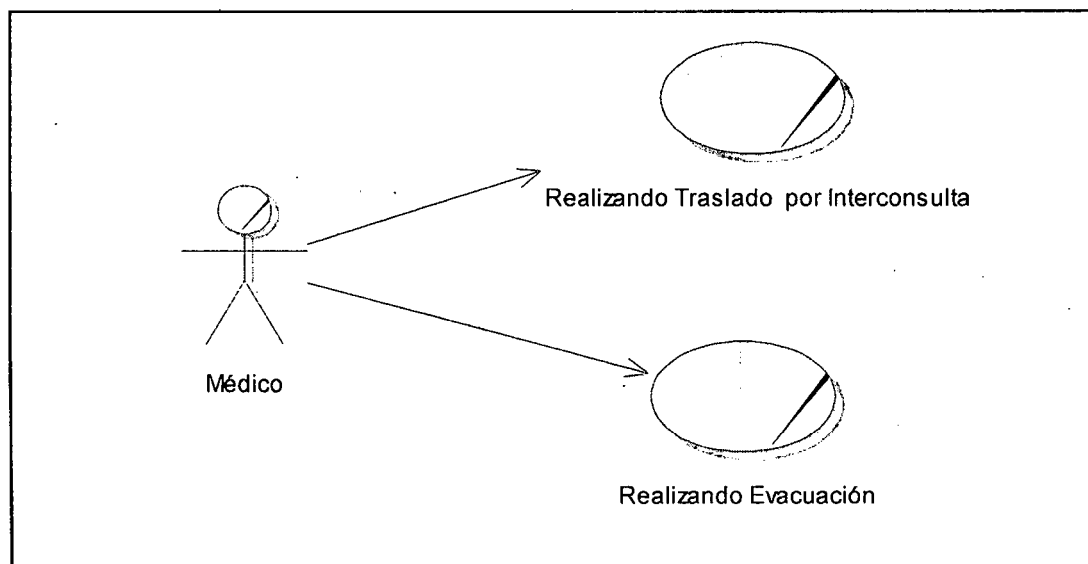 Realizando Traslado por Interconsulta
Médico
Realizando Evacuación